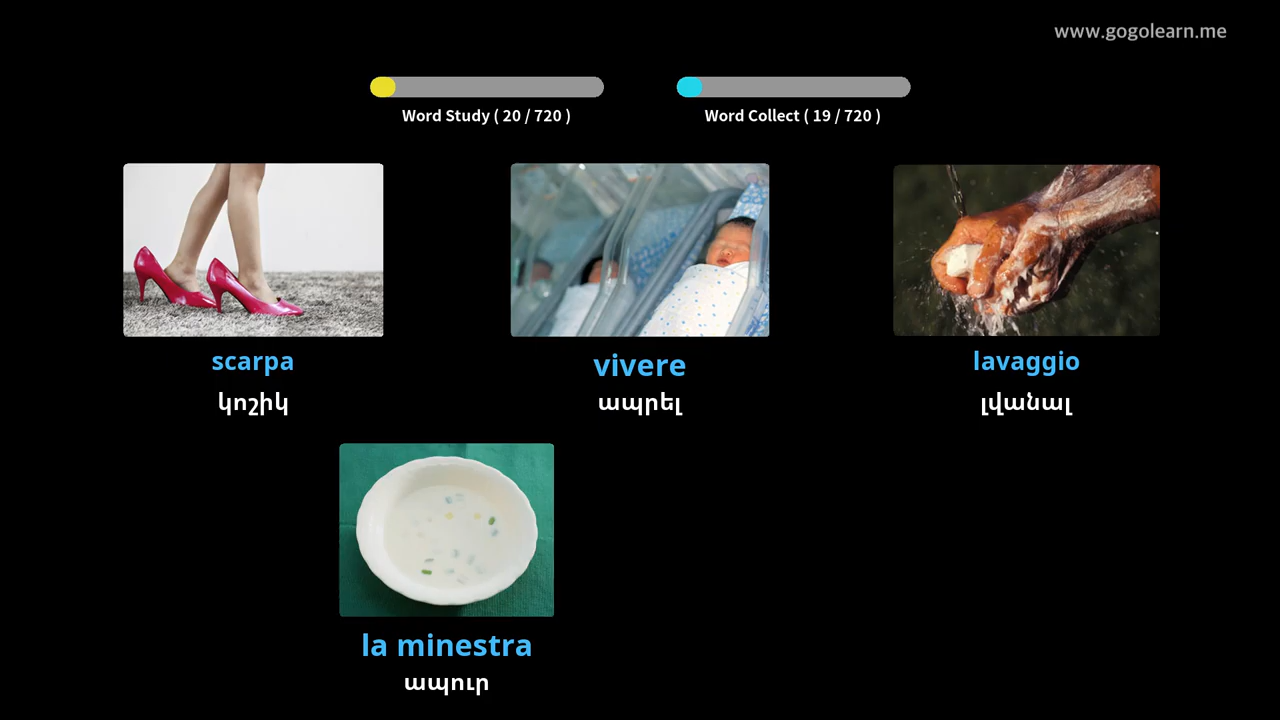 www.gogolearn.me
Word Study ( 20 / 720 )
Word Collect ( 19 / 720 )
scarpa
կոշիկ
vivere
ապրել
lavaggio
լվանալ
la minestra
ապուր